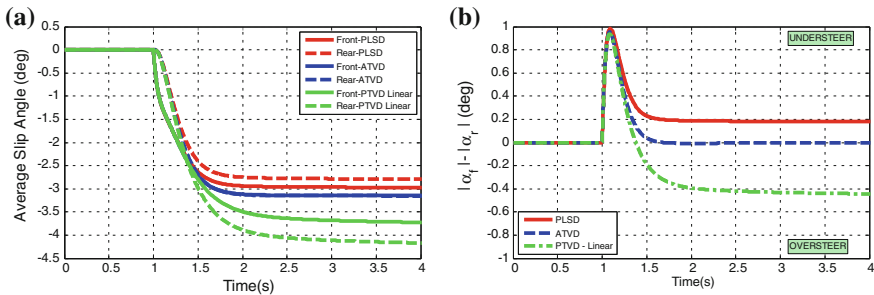 (a)
Average Slip Angle (deg)
0.5
0
-0.5
-1
-1.5
-2
-2.5
-3
-3.5
-4
-4.5
0
0.5
1
1.5
2
2.5
3
3.5
4
Time(s)
Front-PLSD
Rear-PLSD
Front-ATVD
Rear-ATVD
Front-PTVD Linear
Rear-PTVD Linear
(b)
| αf |-| αr | (deg)
1
0.8
0.6
0.4
0.2
0
-0.2
-0.4
-0.6
-0.8
-1
0
0.5
1
1.5
2
2.5
3
3.5
4
Time(s)
UNDERSTEER
PLSD
ATVD
PTVD - Linear
OVERSTEER